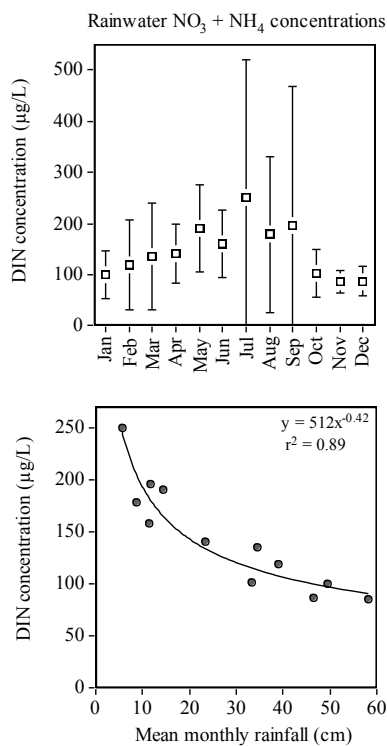 Rainwater NO₃ + NH₄ concentrations
DIN concentration (µg/L)
500
400
300
200
100
0
Jan Feb Mar Apr May Jun Jul Aug Sep Oct Nov Dec
DIN concentration (µg/L)
y = 512x⁻⁰·⁴²
r² = 0.89
250
200
150
100
50
0
0 10 20 30 40 50 60
Mean monthly rainfall (cm)